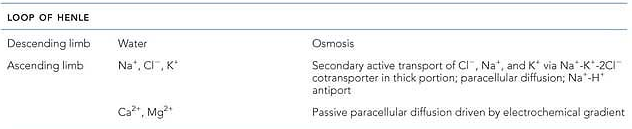 LOOP OF HENLE
Descending limb Water Osmosis
Ascending limb Na⁺, Cl⁻, K⁺ Secondary active transport of Cl⁻, Na⁺, and K⁺ via Na⁺-K⁺-2Cl⁻
cotransporter in thick portion; paracellular diffusion; Na⁺-H⁺
antiport
Ca²⁺, Mg²⁺ Passive paracellular diffusion driven by electrochemical gradient